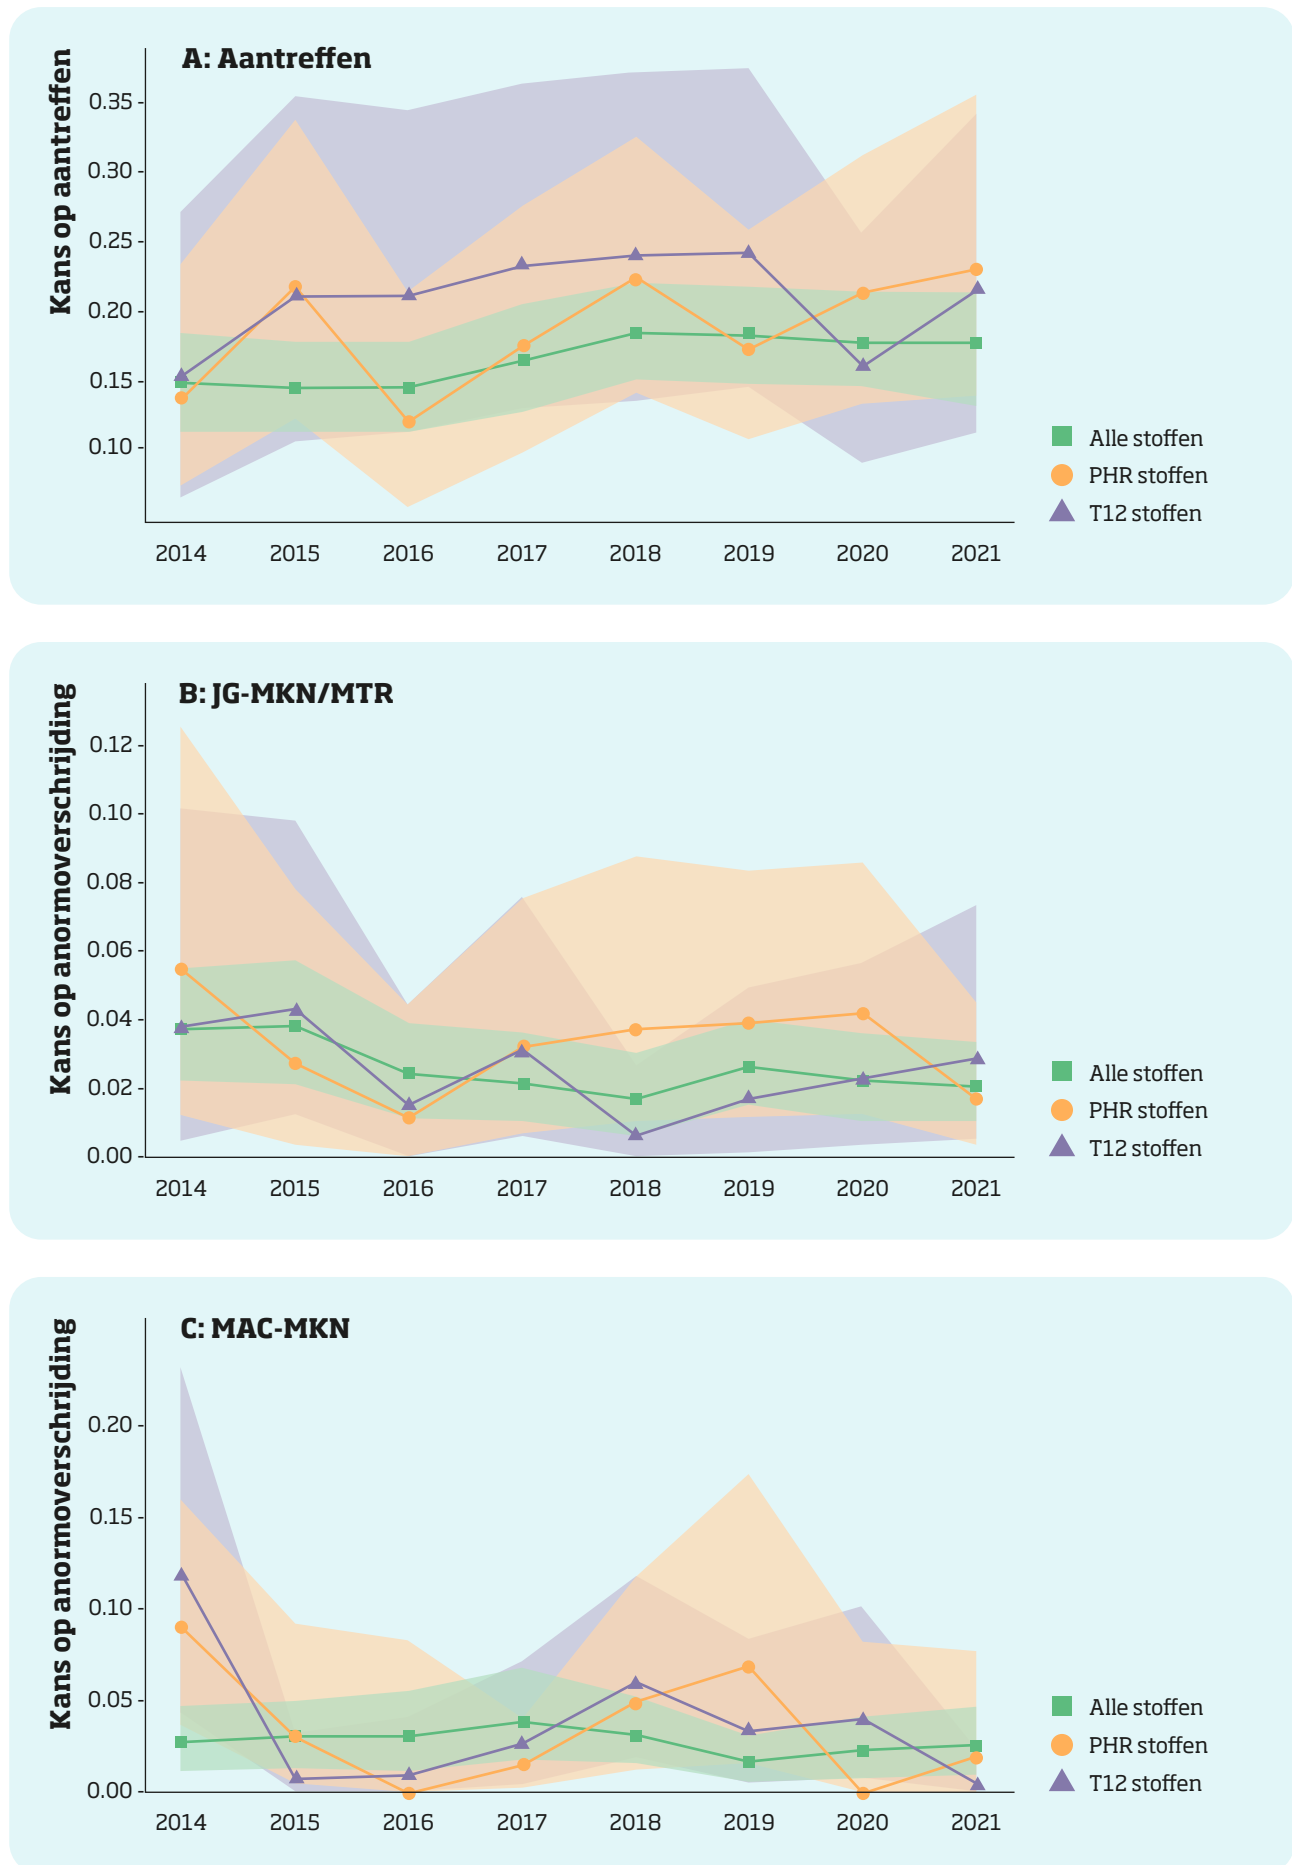 A: Aantreffen
Kans op aantreffen
0.35
0.30
0.25
0.20
0.15
0.10
2014 2015 2016 2017 2018 2019 2020 2021
Alle stoffen
PHR stoffen
T12 stoffen
B: JG-MKN/MTR
Kans op anormoverschrijding
0.12
0.10
0.08
0.06
0.04
0.02
0.00
2014 2015 2016 2017 2018 2019 2020 2021
Alle stoffen
PHR stoffen
T12 stoffen
C: MAC-MKN
Kans op anormoverschrijding
0.20
0.15
0.10
0.05
0.00
2014 2015 2016 2017 2018 2019 2020 2021
Alle stoffen
PHR stoffen
T12 stoffen